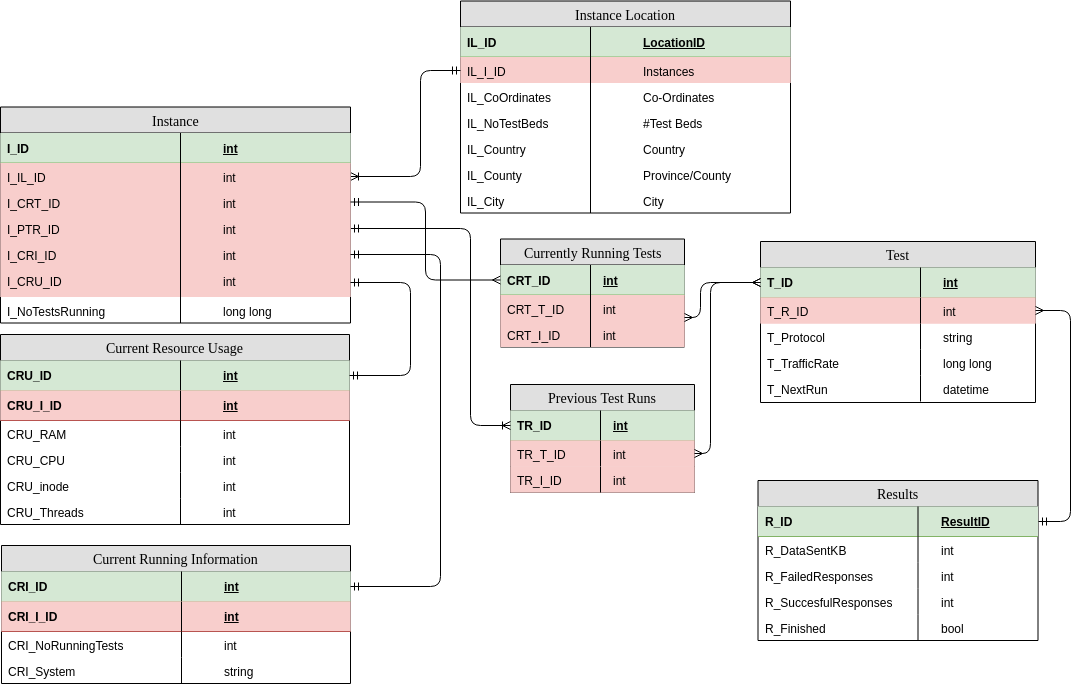 Instance Location
IL_ID LocationID
IL_I_ID Instances
IL_CoOrdinates Co-Ordinates
IL_NoTestBeds #Test Beds
IL_Country Country
IL_County Province/County
IL_City City
Instance
I_ID int
I_IL_ID int
I_CRT_ID int
I_PTR_ID int
I_CRI_ID int
I_CRU_ID int
I_NoTestsRunning long long
Currently Running Tests
CRT_ID int
CRT_T_ID int
CRT_I_ID int
Test
T_ID int
T_R_ID int
T_Protocol string
T_TrafficRate long long
T_NextRun datetime
Current Resource Usage
CRU_ID int
CRU_I_ID int
CRU_RAM int
CRU_CPU int
CRU_inode int
CRU_Threads int
Previous Test Runs
TR_ID int
TR_T_ID int
TR_I_ID int
Results
R_ID ResultID
R_DataSentKB int
R_FailedResponses int
R_SuccesfulResponses int
R_Finished bool
Current Running Information
CRI_ID int
CRI_I_ID int
CRI_NoRunningTests int
CRI_System string